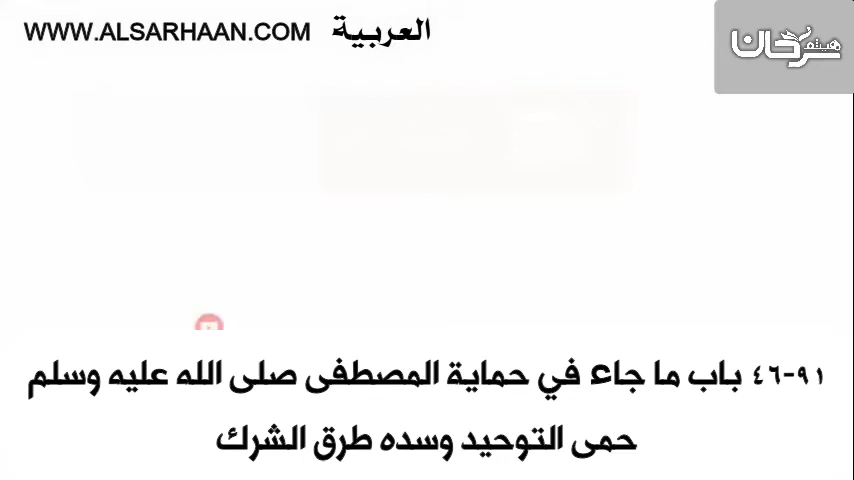 WWW.ALSARHAAN.COM العربية
هيثم سرحان
٩١-٤٦ باب ما جاء في حماية المصطفى صلى الله عليه وسلم
حمى التوحيد وسده طرق الشرك